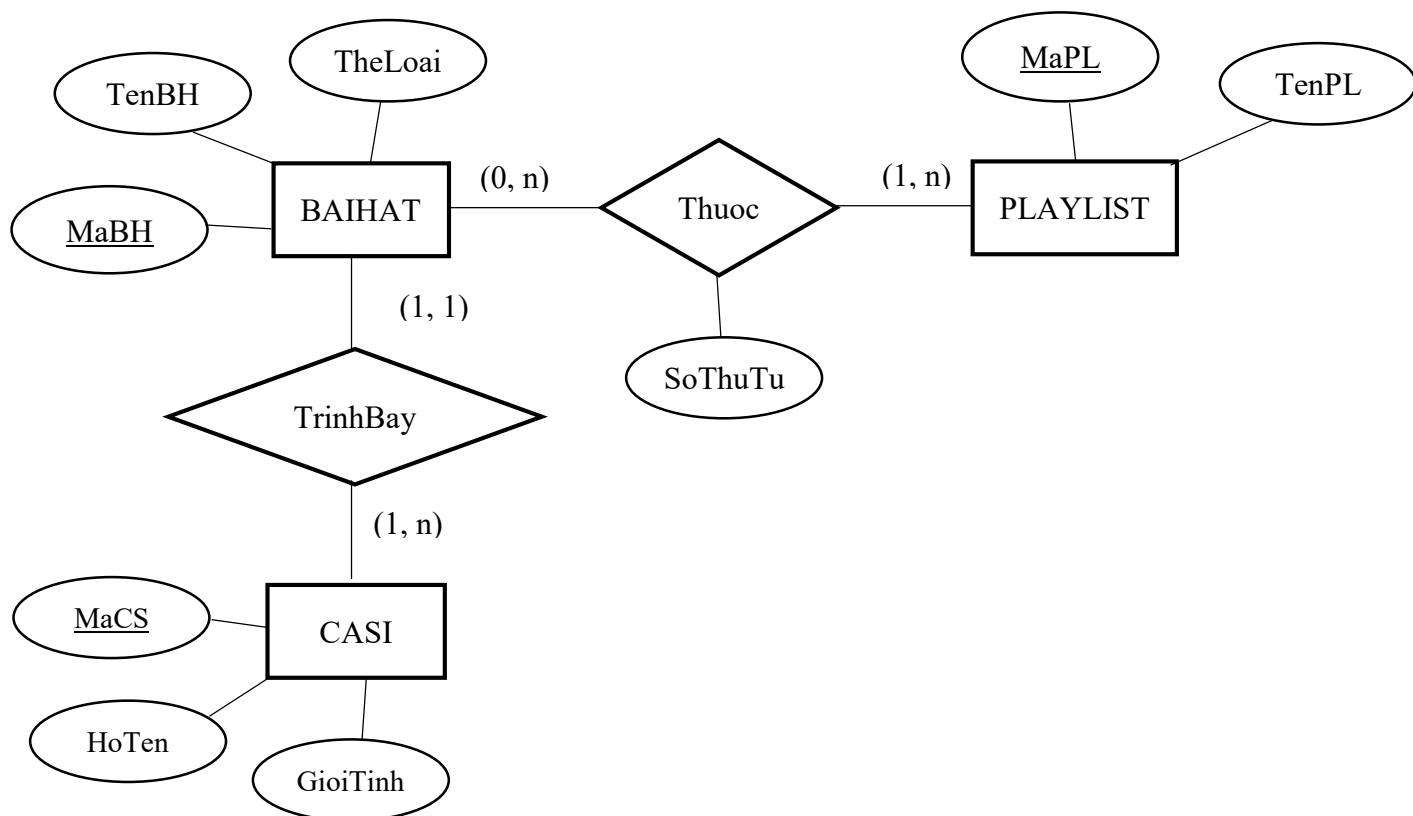 TheLoai
MaPL
TenBH
TenPL
(0, n)
(1, n)
BAIHAT
Thuoc
PLAYLIST
MaBH
(1, 1)
SoThuTu
TrinhBay
(1, n)
MaCS
CASI
HoTen
GioiTinh